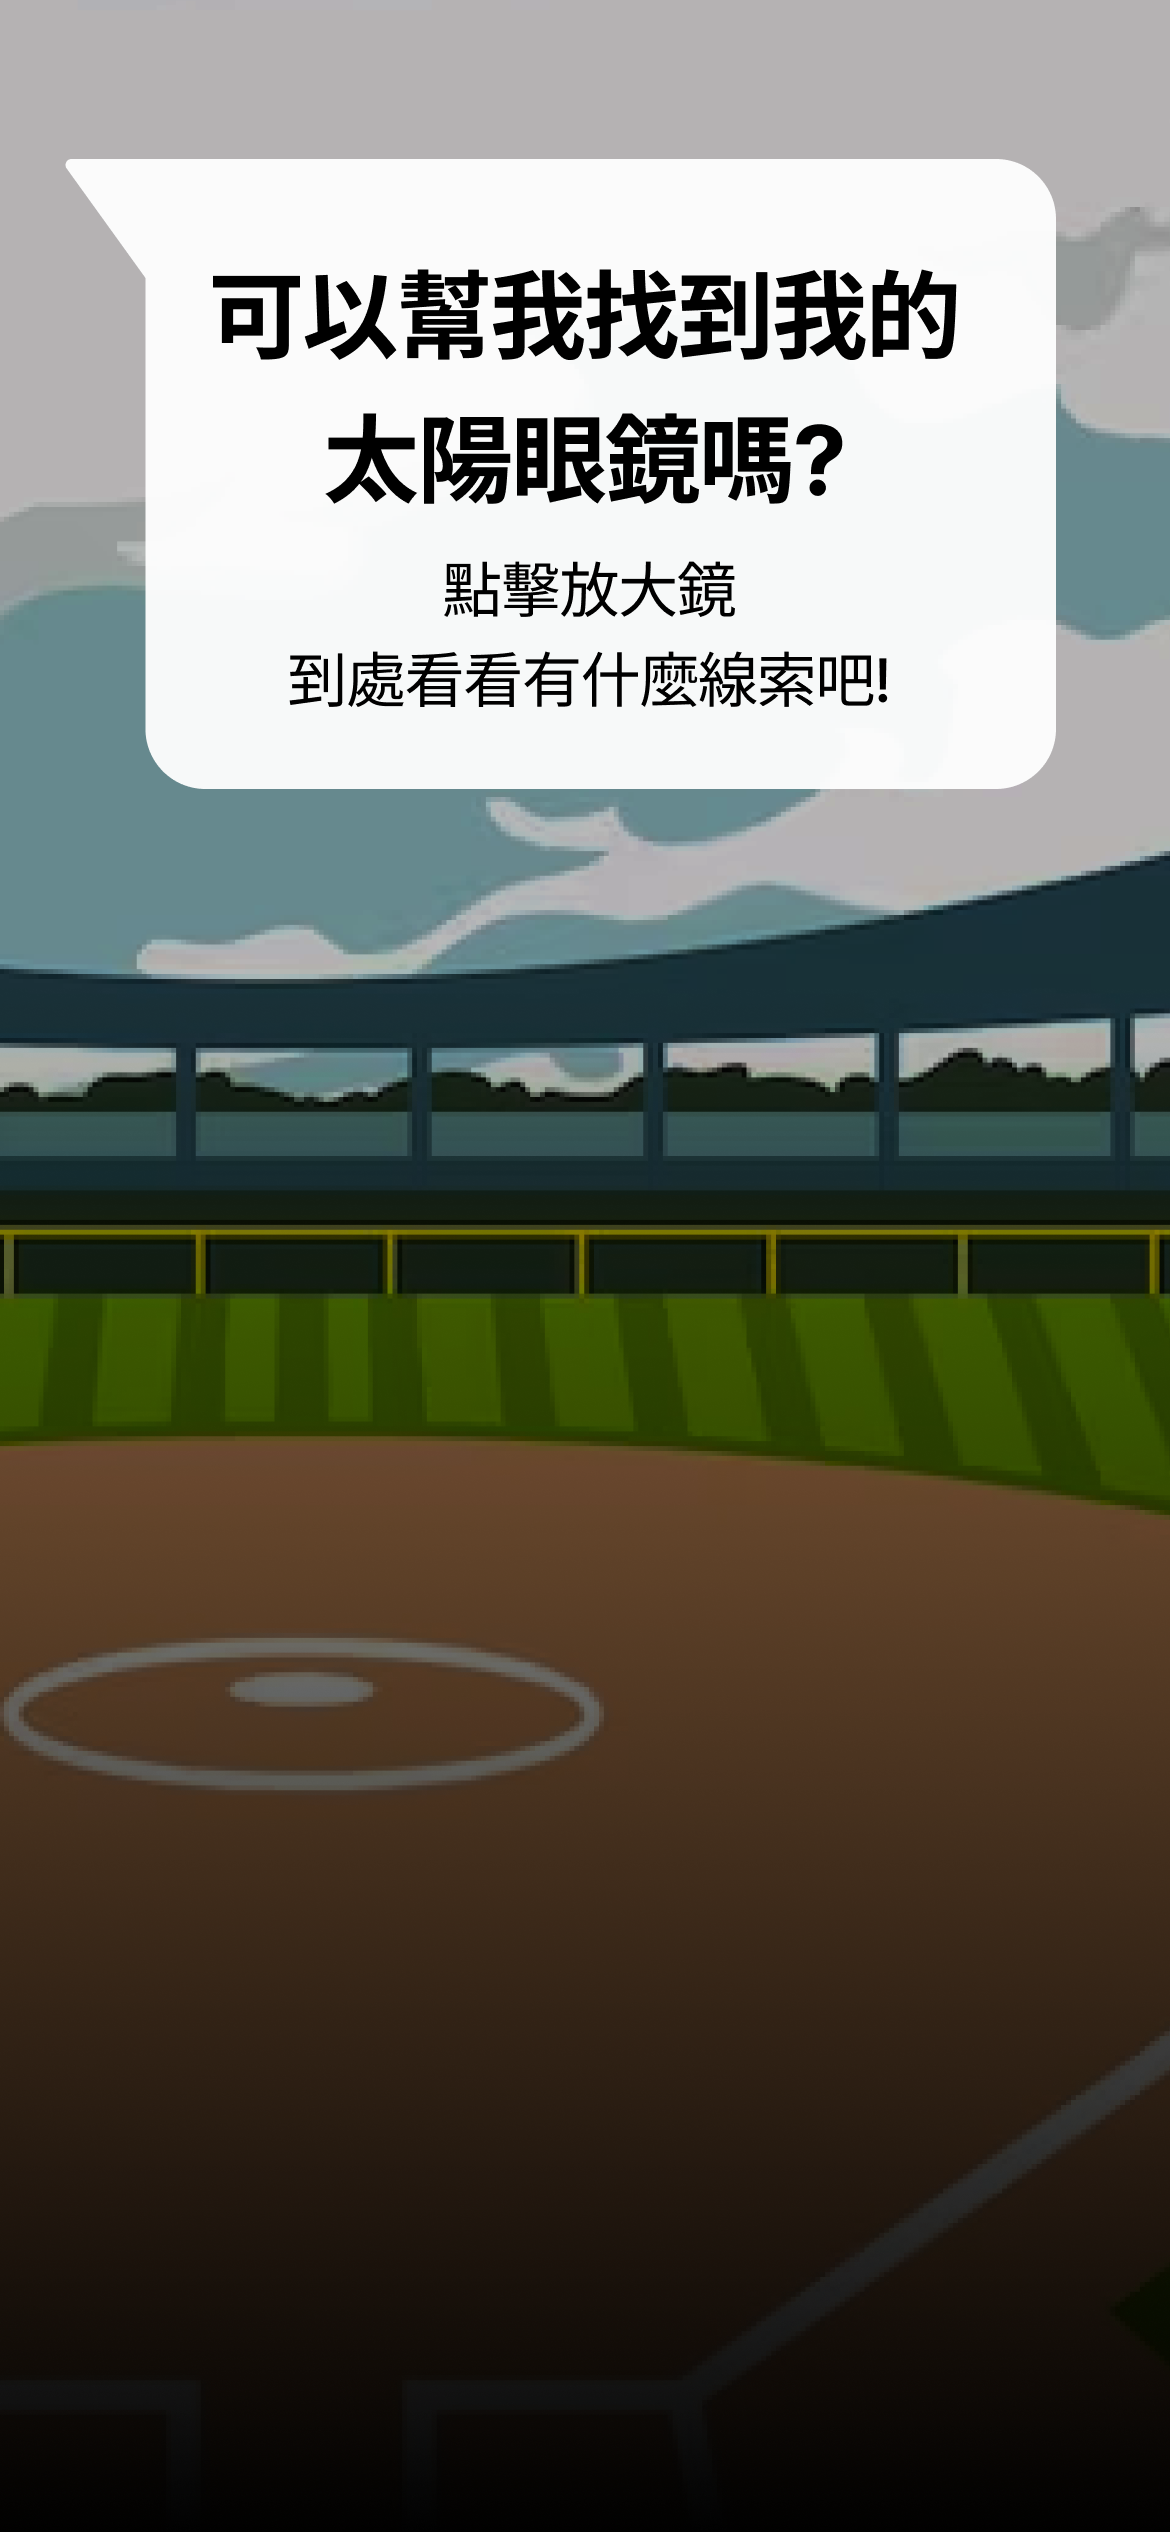 可以幫我找到我的
太陽眼鏡嗎?
點擊放大鏡
到處看看有什麼線索吧!